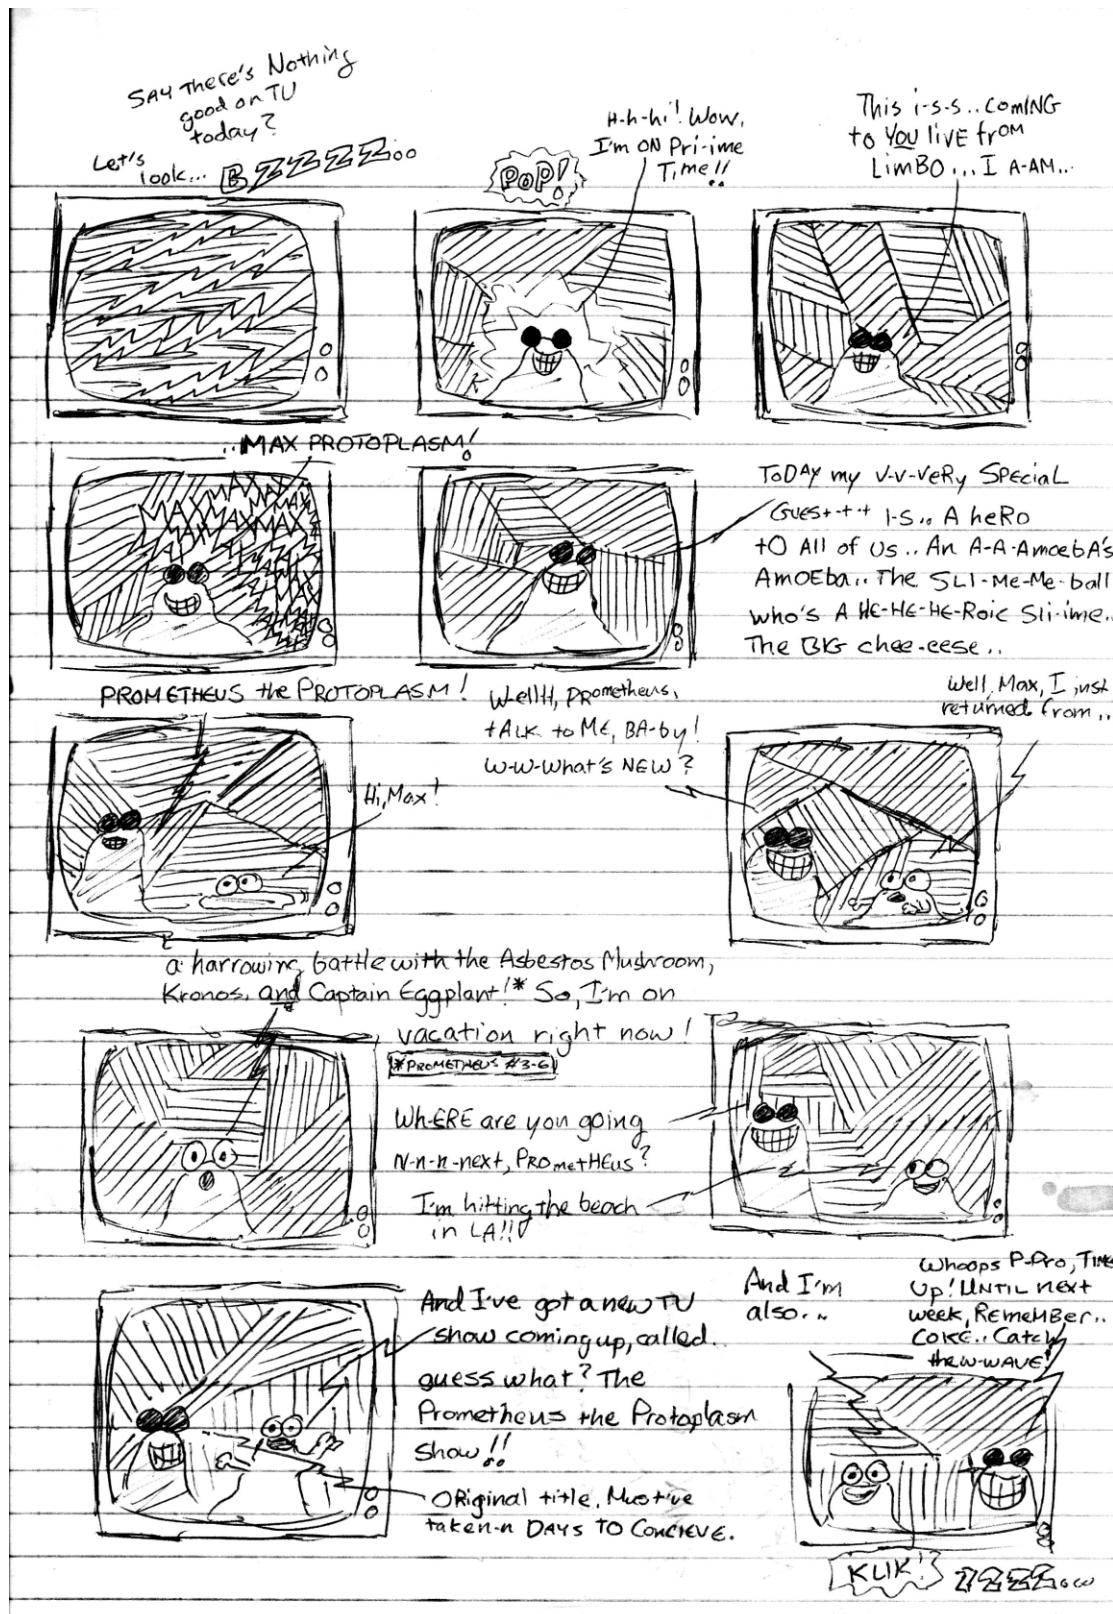 SAY There's Nothing
good on TV
today?
Let's
look...
BZZZZ...
POP!
H-h-hi! Wow,
I'm ON Pri-ime
Time!!
This i-s-s.. COMING
to YOU live from
LIMBO... I A-AM...
..MAX PROTOPLASM!
MAX MAX
MAXMAXMAX
TODAY my v-v-veRy SPecial
Guest-t-t i-s.. A heRo
tO All of us.. An A-A-AmoebA's
AmoEba.. The SLI-Me-Me-ball
who's A HE-HE-HE-Roic Sli-ime..
The BIG chee-eese..
PROMETHEUS the PROTOPLASM!
Hi, Max!
WellH, PRometheus,
tALK to ME, BA-by!
W-W-What's NEW?
Well, Max, I just
returned from..
a harrowing battle with the Asbestos Mushroom,
Kronos, and Captain Eggplant!* So, I'm on
vacation right now!
*PROMETHEUS #3-6
Wh-ERE are you going
N-n-n-next, PROmetHEUS?
I'm hitting the beach
in LA!!!
And I've got a new TV
show coming up, called..
guess what? The
Prometheus the Protoplasm
Show!!
ORiginal title. Must've
taken-n DAYS TO CONCIEVE.
And I'm
also...
Whoops P-Pro, TIME
Up! UNTIL next
week, REMEMBER..
COKE.. Catch
the W-WAVE!
KLIK!
ZZZZ...